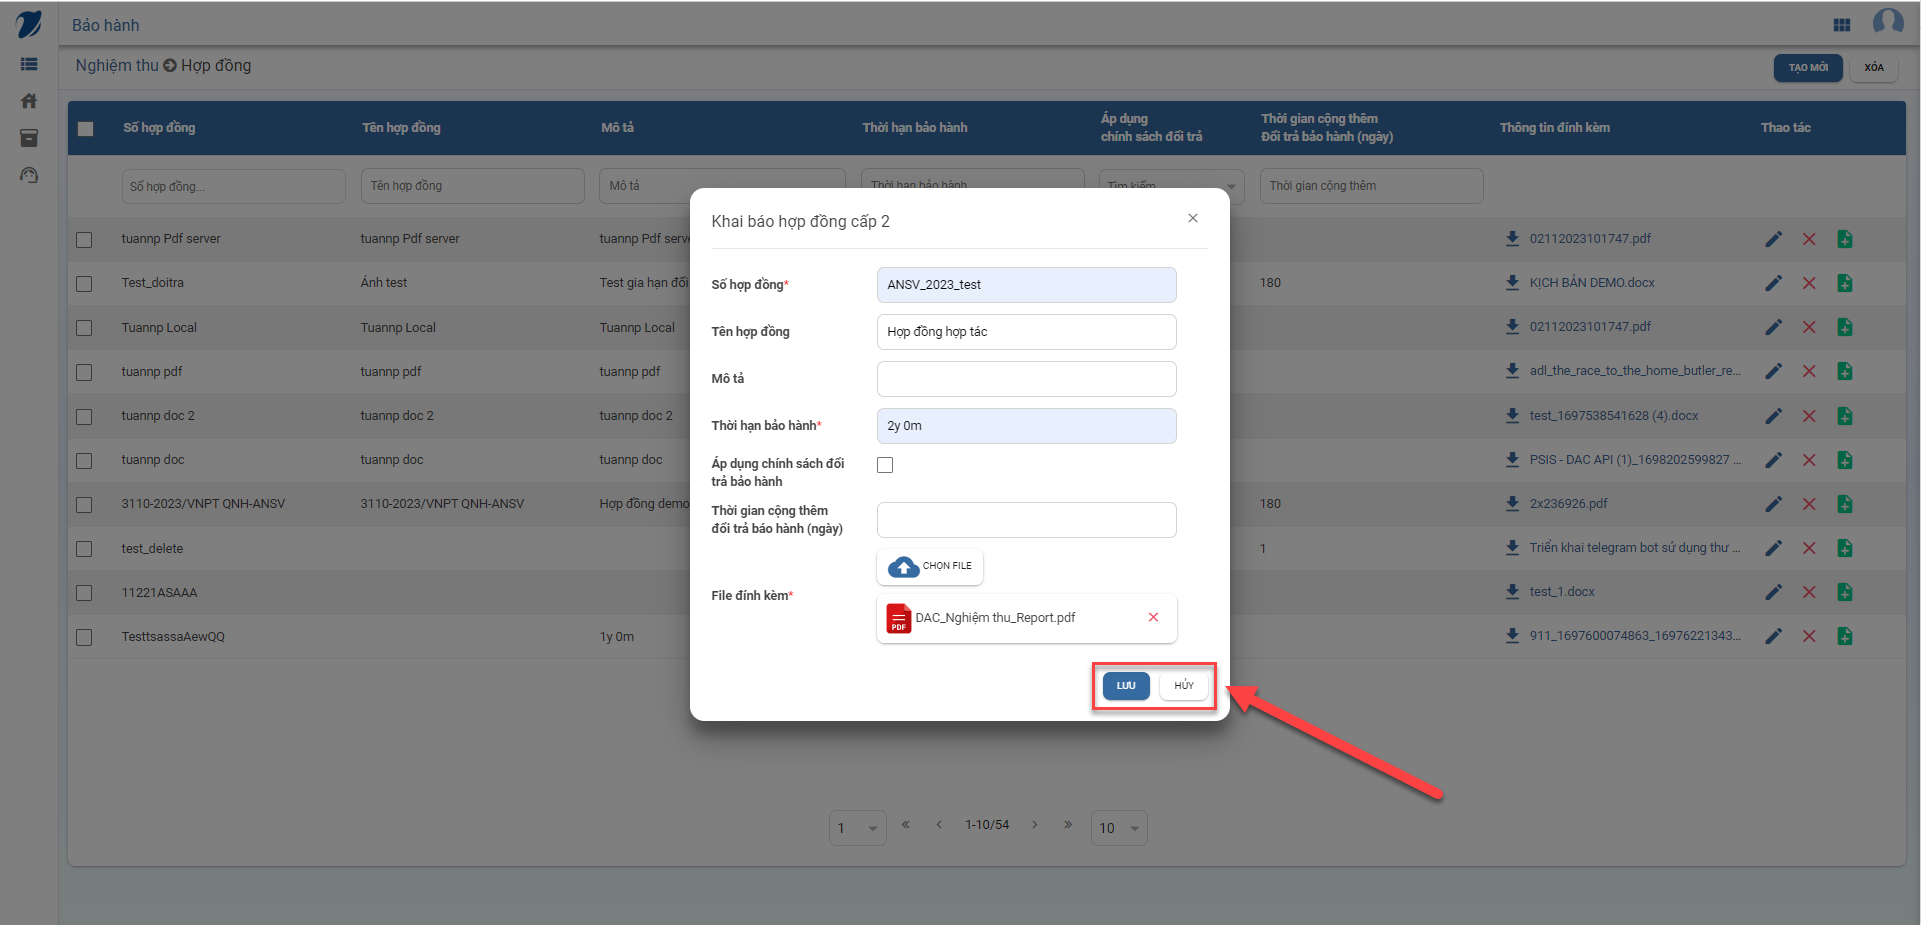 Bảo hành
Nghiệm thu Hợp đồng
TẠO MỚI XÓA
Số hợp đồng Tên hợp đồng Mô tả Thời hạn bảo hành Áp dụng chính sách đổi trả Thời gian cộng thêm Đổi trả bảo hành (ngày) Thông tin đính kèm Thao tác
Số hợp đồng... Tên hợp đồng Mô tả Thời hạn bảo hành Tìm kiếm Thời gian cộng thêm
tuannp Pdf server tuannp Pdf server tuannp Pdf serve 02112023101747.pdf
Test_doitra Ánh test Test gia hạn đổi 180 KỊCH BẢN DEMO.docx
Tuannp Local Tuannp Local Tuannp Local 02112023101747.pdf
tuannp pdf tuannp pdf tuannp pdf adl_the_race_to_the_home_butler_re...
tuannp doc 2 tuannp doc 2 tuannp doc 2 test_1697538541628 (4).docx
tuannp doc tuannp doc tuannp doc PSIS - DAC API (1)_1698202599827 ...
3110-2023/VNPT QNH-ANSV 3110-2023/VNPT QNH-ANSV Hợp đồng demo 180 2x236926.pdf
test_delete 1 Triển khai telegram bot sử dụng thư ...
11221ASAAA test_1.docx
TesttsassaAewQQ 1y 0m 911_1697600074863_16976221343...
Khai báo hợp đồng cấp 2
Số hợp đồng* ANSV_2023_test
Tên hợp đồng Hợp đồng hợp tác
Mô tả
Thời hạn bảo hành* 2y 0m
Áp dụng chính sách đổi
trả bảo hành
Thời gian cộng thêm
đổi trả báo hành (ngày)
CHỌN FILE
File đính kèm*
PDF DAC_Nghiệm thu_Report.pdf
LƯU HỦY
1 « ‹ 1-10/54 › » 10